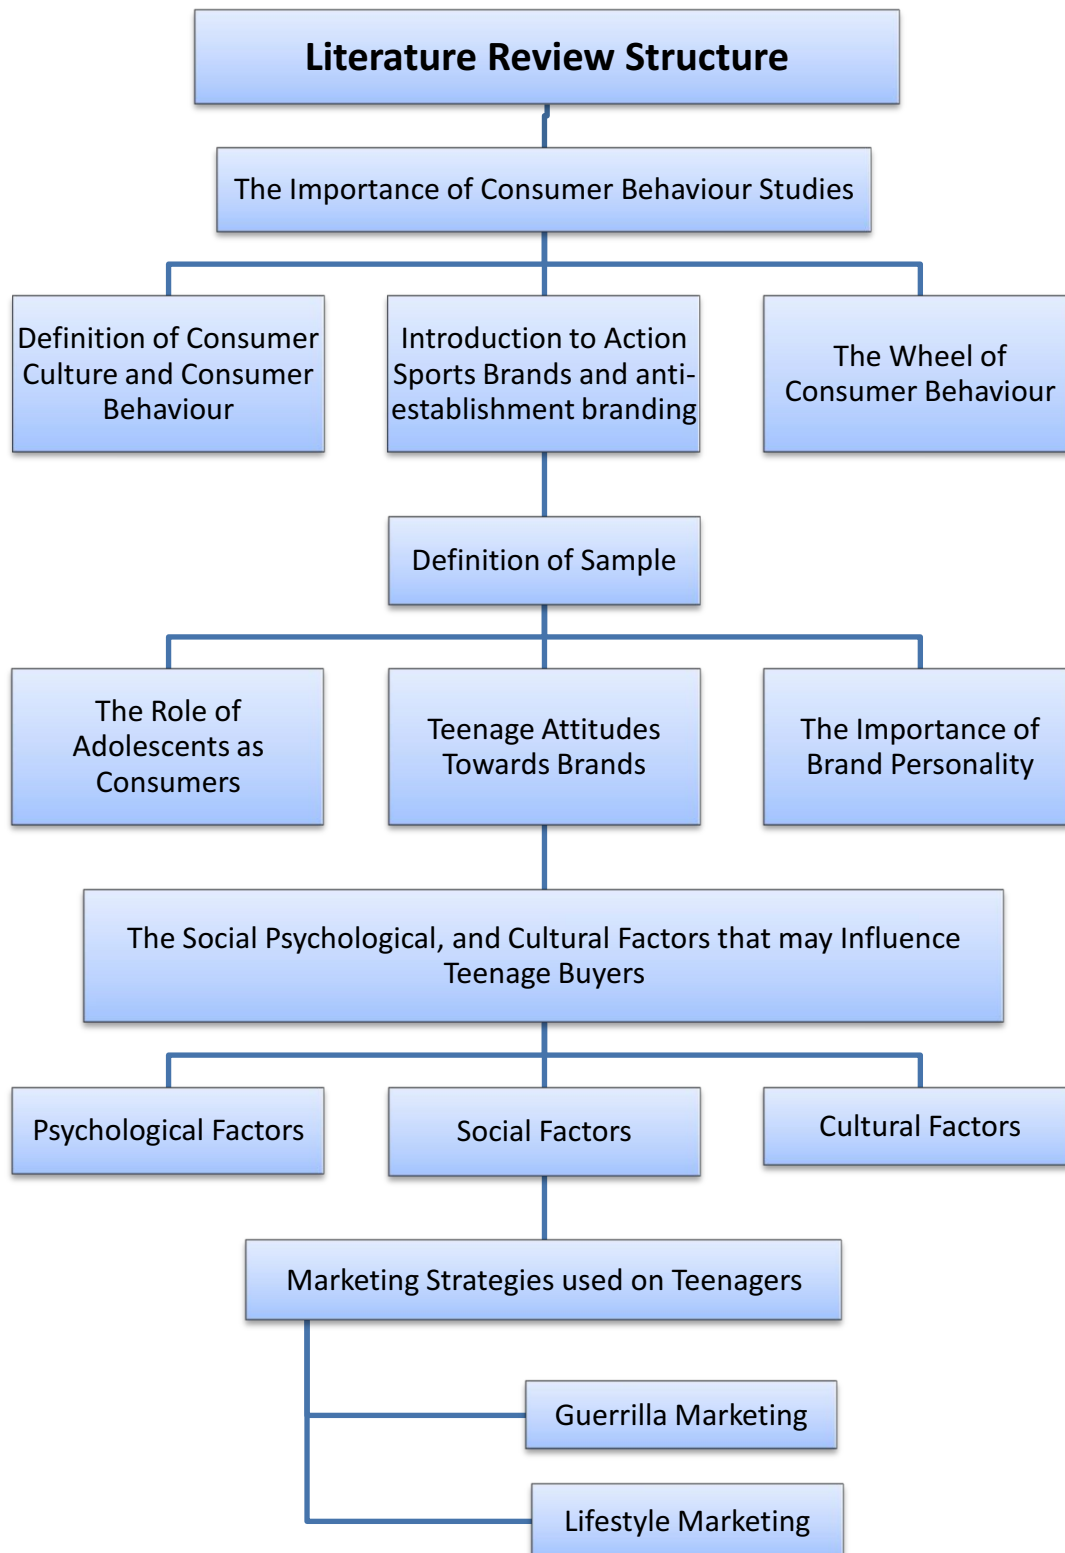 Literature Review Structure
The Importance of Consumer Behaviour Studies
Definition of Consumer
Culture and Consumer
Behaviour
Introduction to Action
Sports Brands and anti-
establishment branding
The Wheel of
Consumer Behaviour
Definition of Sample
The Role of
Adolescents as
Consumers
Teenage Attitudes
Towards Brands
The Importance of
Brand Personality
The Social Psychological, and Cultural Factors that may Influence
Teenage Buyers
Psychological Factors
Social Factors
Cultural Factors
Marketing Strategies used on Teenagers
Guerrilla Marketing
Lifestyle Marketing